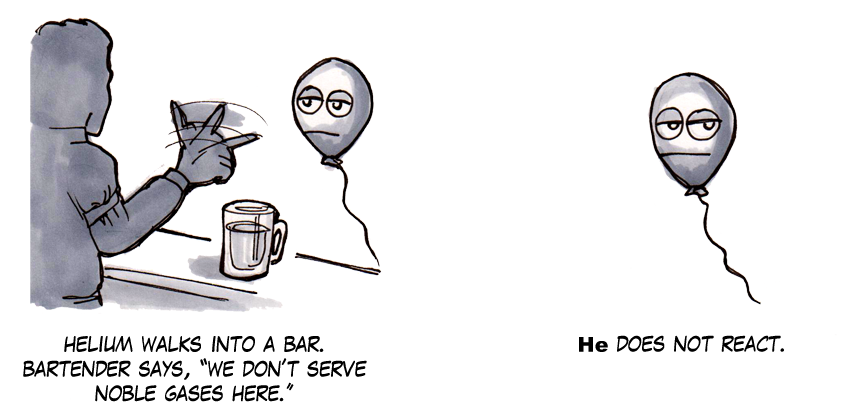 HELIUM WALKS INTO A BAR.
BARTENDER SAYS, "WE DON'T SERVE
NOBLE GASES HERE."
He DOES NOT REACT.